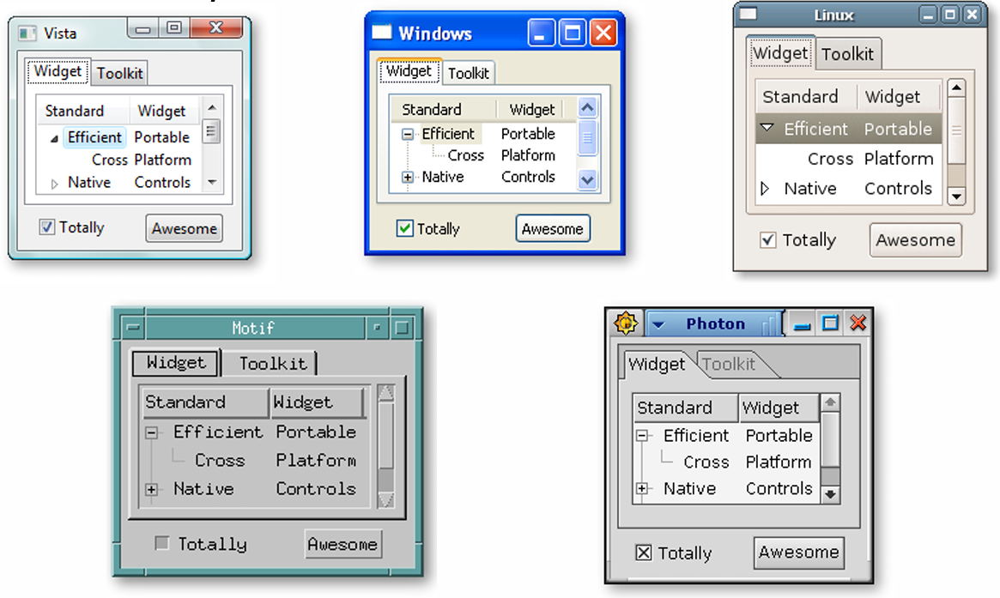 Vista
Widget Toolkit
Standard Widget
Efficient Portable
Cross Platform
Native Controls
Totally Awesome
Windows
Widget Toolkit
Standard Widget
Efficient Portable
Cross Platform
Native Controls
Totally Awesome
Linux
Widget Toolkit
Standard Widget
Efficient Portable
Cross Platform
Native Controls
Totally Awesome
Motif
Widget Toolkit
Standard Widget
Efficient Portable
Cross Platform
Native Controls
Totally Awesome
Photon
Widget Toolkit
Standard Widget
Efficient Portable
Cross Platform
Native Controls
Totally Awesome